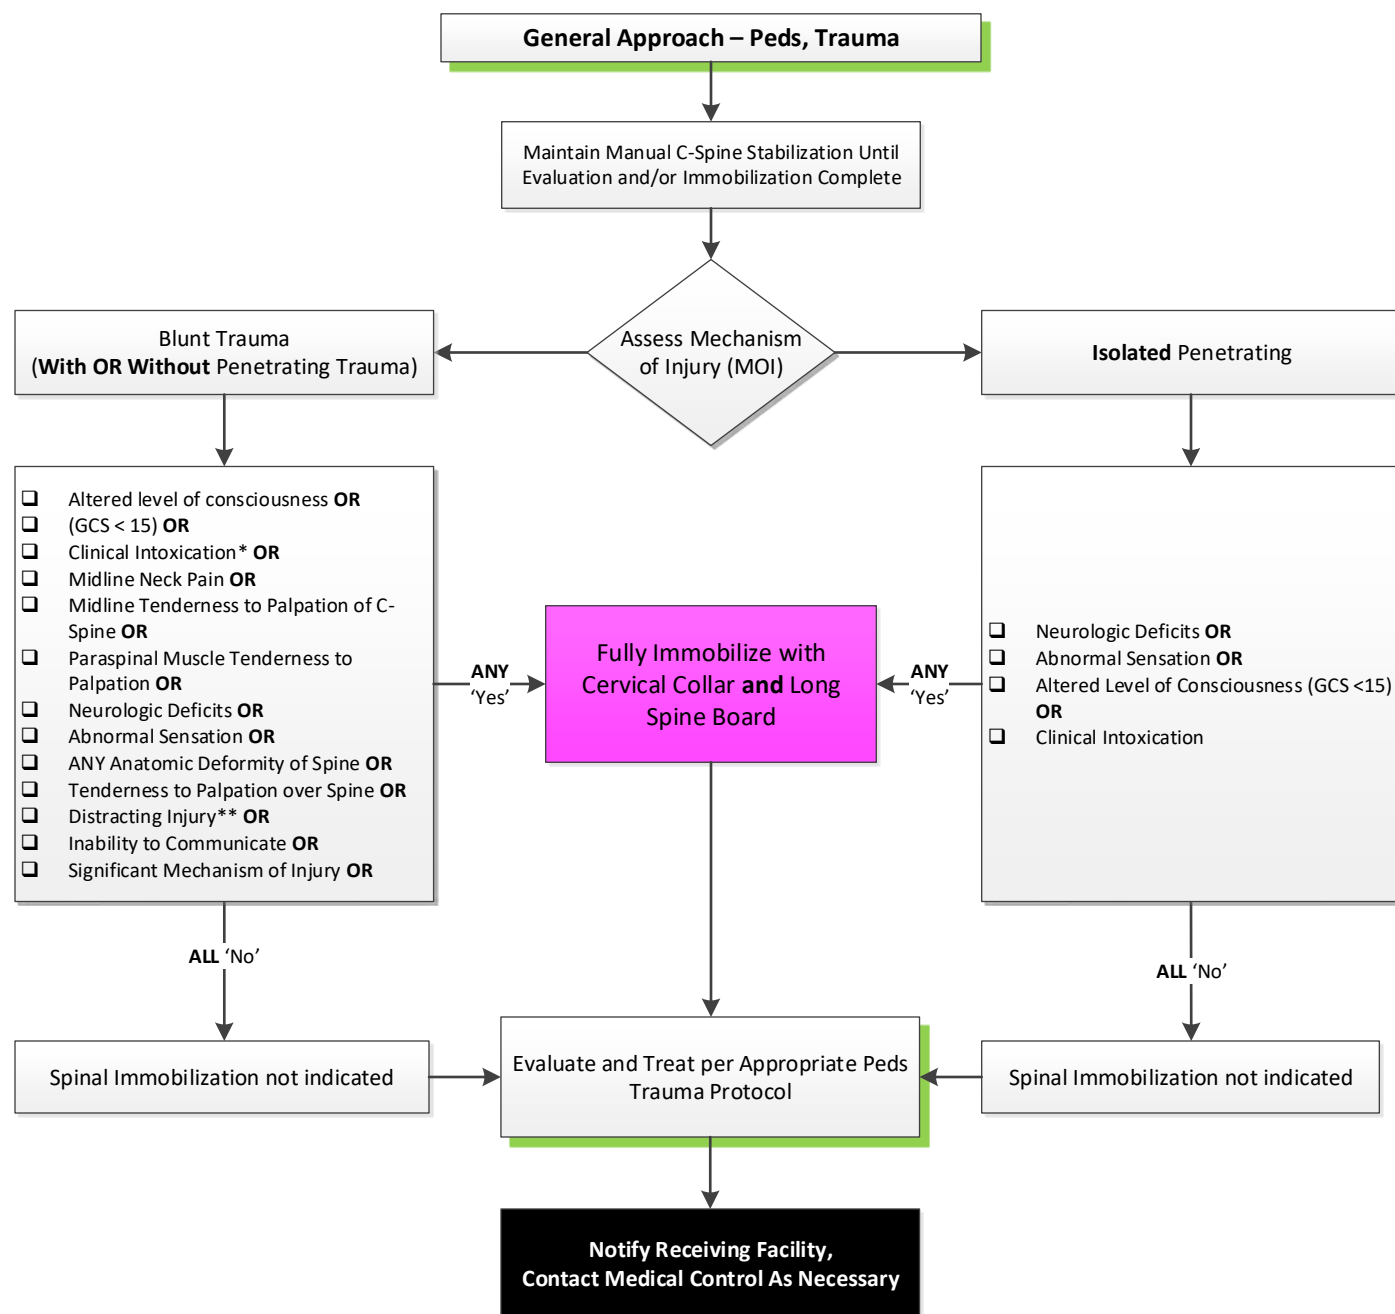 General Approach – Peds, Trauma
Maintain Manual C-Spine Stabilization Until
Evaluation and/or Immobilization Complete
Assess Mechanism
of Injury (MOI)
Blunt Trauma
(With OR Without Penetrating Trauma)
Isolated Penetrating
❑ Altered level of consciousness OR
❑ (GCS < 15) OR
❑ Clinical Intoxication* OR
❑ Midline Neck Pain OR
❑ Midline Tenderness to Palpation of C-
Spine OR
❑ Paraspinal Muscle Tenderness to
Palpation OR
❑ Neurologic Deficits OR
❑ Abnormal Sensation OR
❑ ANY Anatomic Deformity of Spine OR
❑ Tenderness to Palpation over Spine OR
❑ Distracting Injury** OR
❑ Inability to Communicate OR
❑ Significant Mechanism of Injury OR
ANY
‘Yes’
Fully Immobilize with
Cervical Collar and Long
Spine Board
ANY
‘Yes’
❑ Neurologic Deficits OR
❑ Abnormal Sensation OR
❑ Altered Level of Consciousness (GCS <15)
OR
❑ Clinical Intoxication
ALL ‘No’
ALL ‘No’
Spinal Immobilization not indicated
Evaluate and Treat per Appropriate Peds
Trauma Protocol
Spinal Immobilization not indicated
Notify Receiving Facility,
Contact Medical Control As Necessary